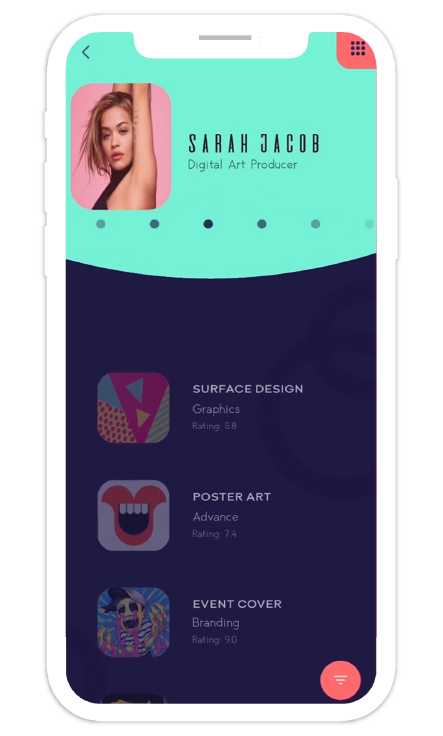 SARAH JACOB
Digital Art Producer
SURFACE DESIGN
Graphics
Rating: 5.8
POSTER ART
Advance
Rating: 7.4
EVENT COVER
Branding
Rating: 9.0